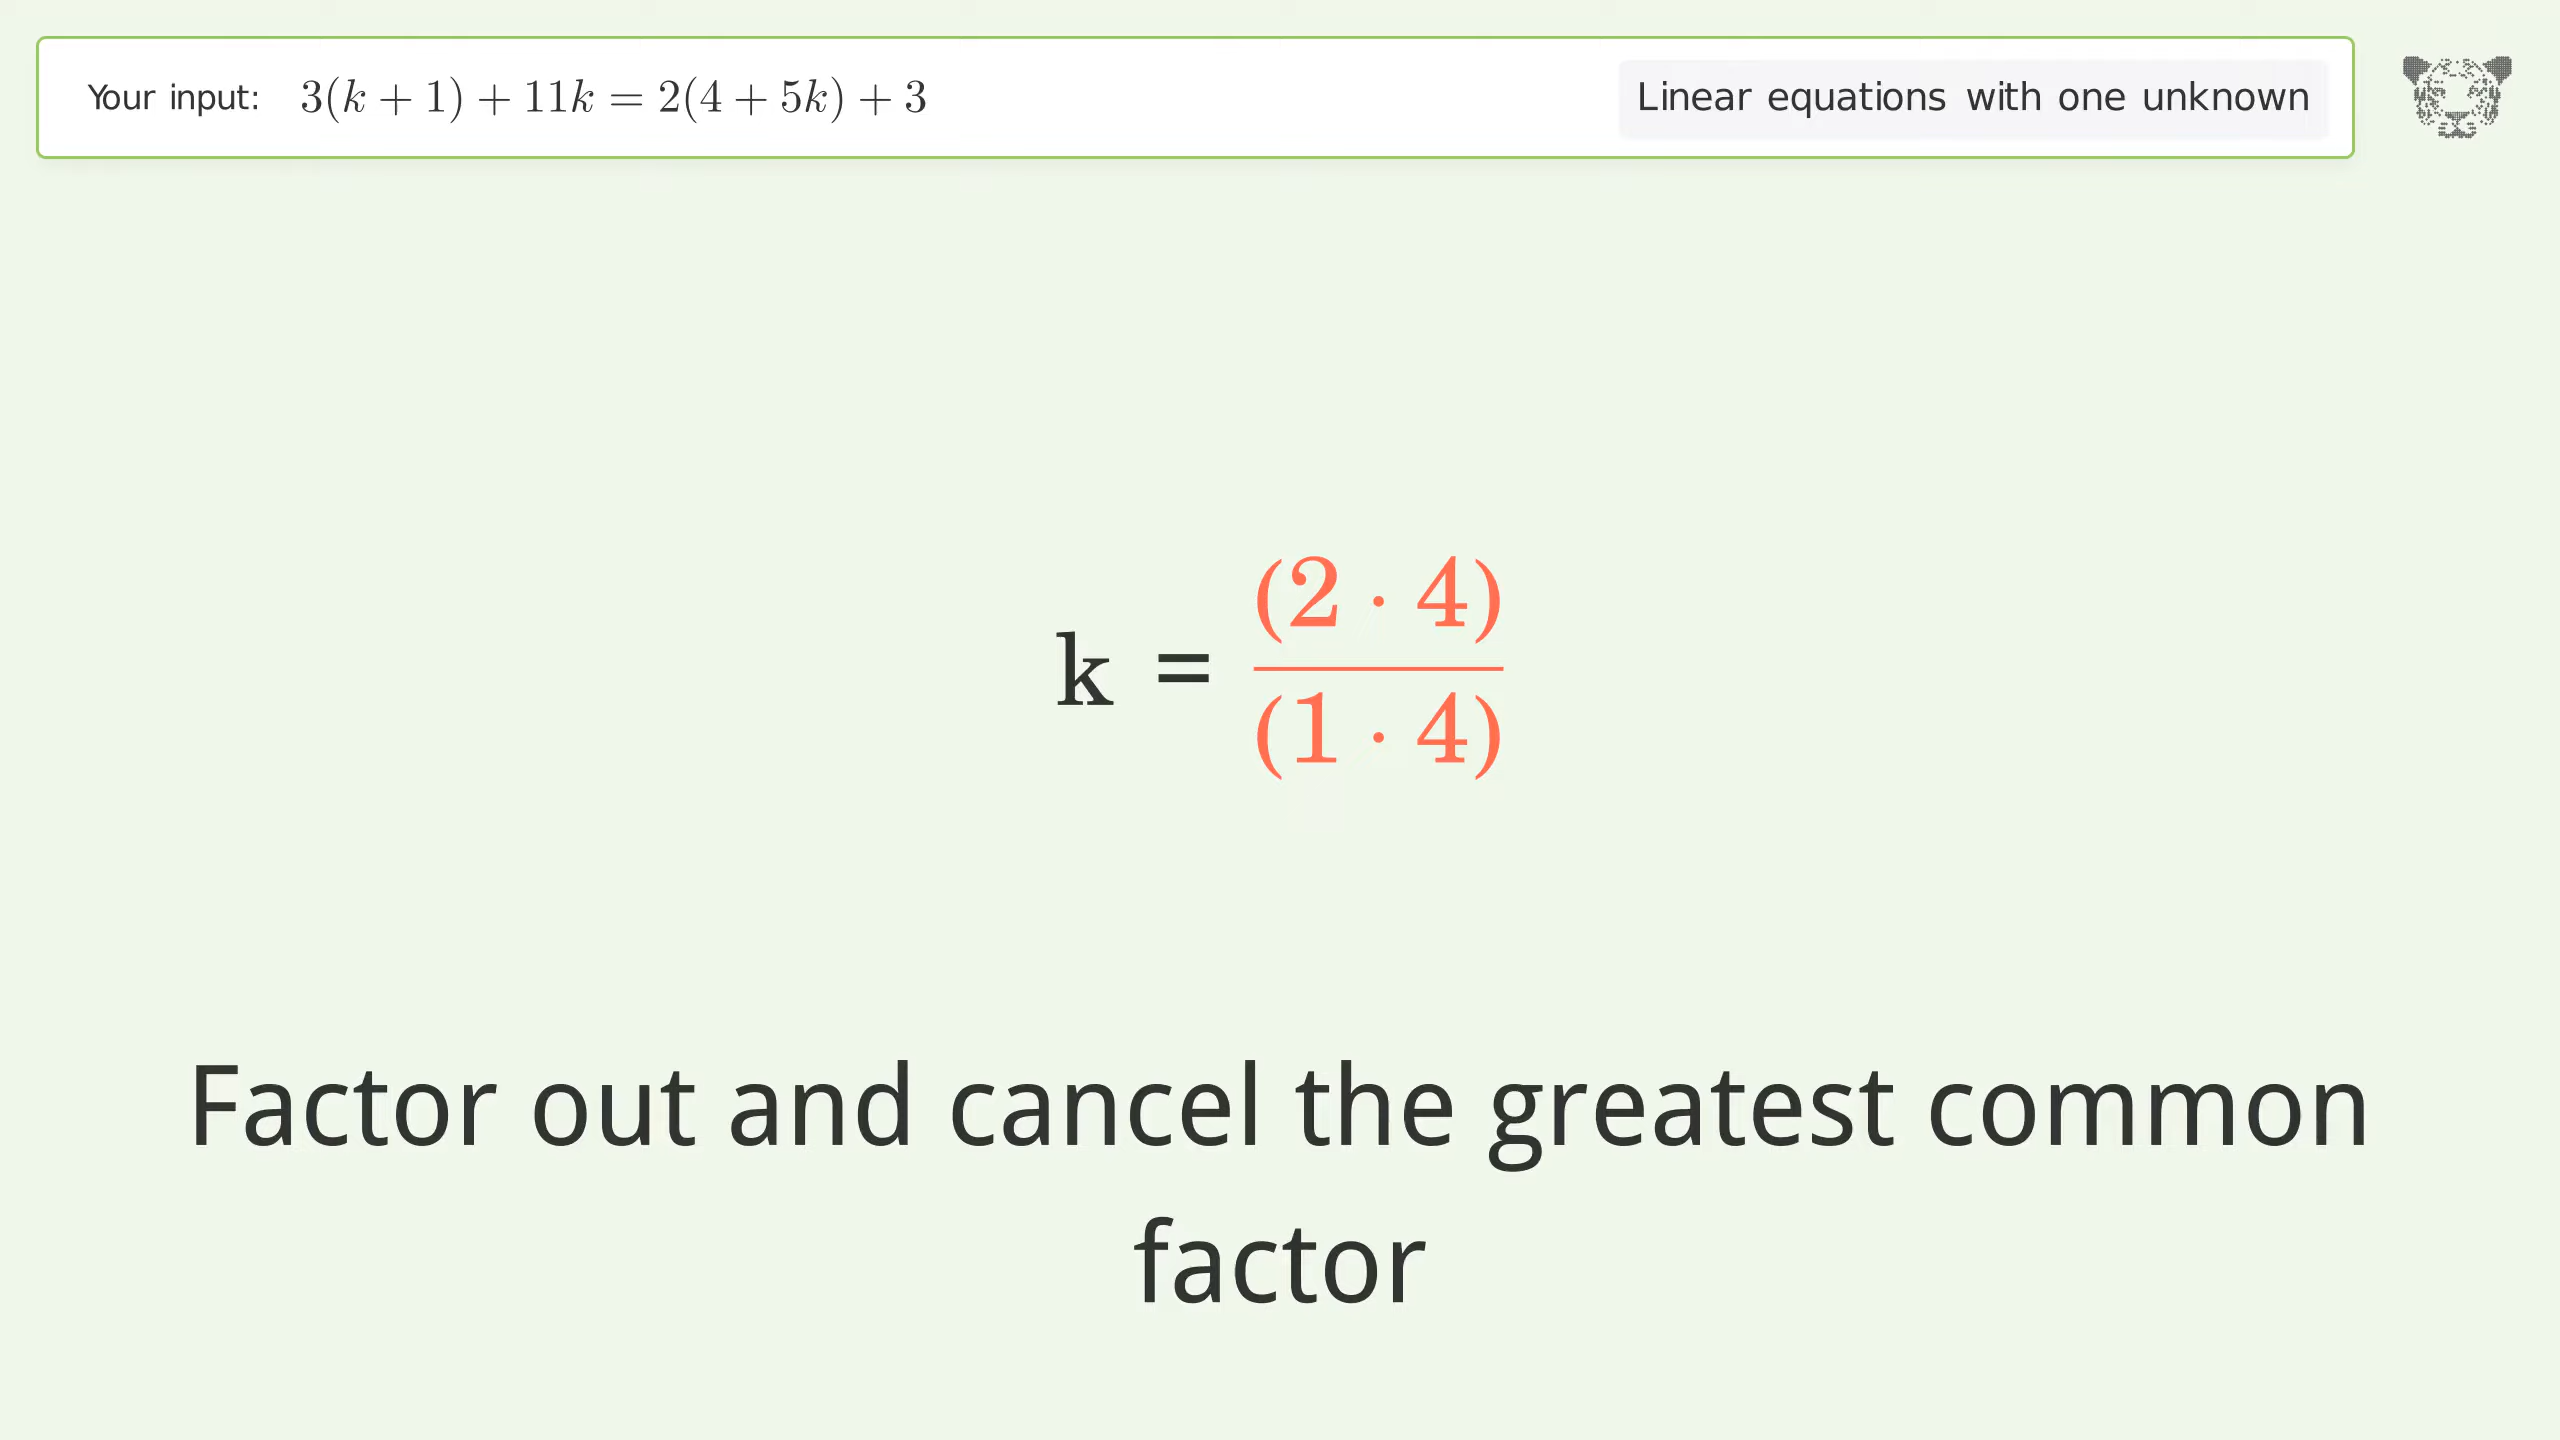 Your input: 3(k + 1) + 11k = 2(4 + 5k) + 3
Linear equations with one unknown
k = (2 · 4)
(1 · 4)
Factor out and cancel the greatest common
factor